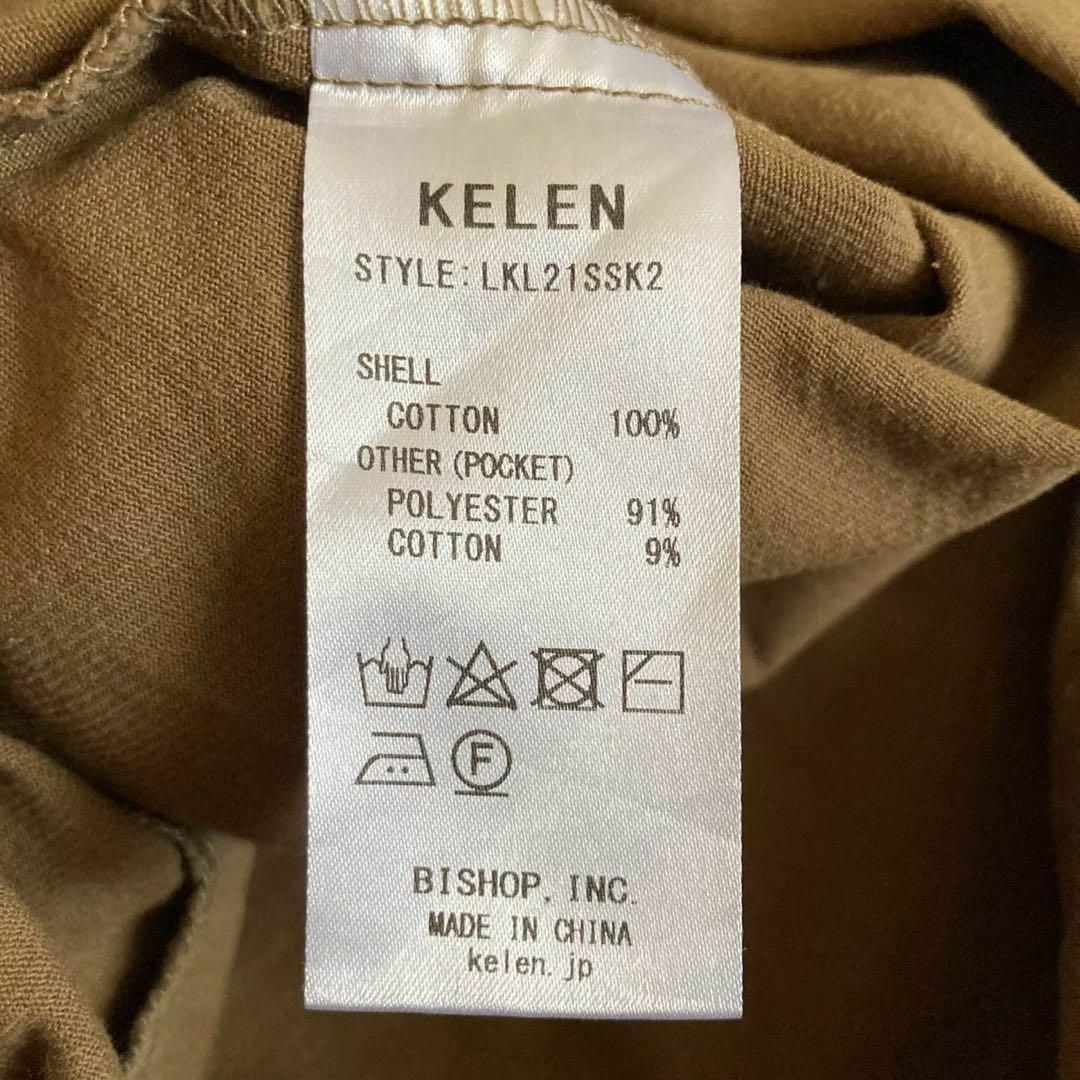 KELEN
STYLE:LKL21SSK2
SHELL
COTTON 100%
OTHER (POCKET)
POLYESTER 91%
COTTON 9%
F
BISHOP, INC.
MADE IN CHINA
kelen.jp